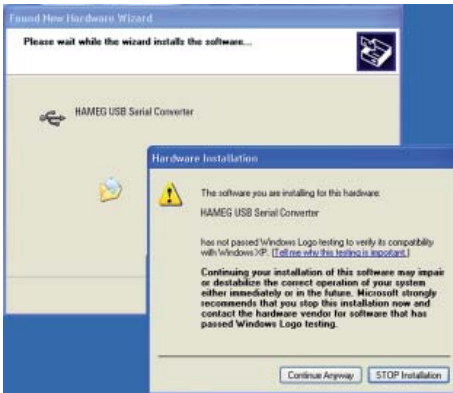 Found New Hardware Wizard
Please wait while the wizard installs the software...
HAMEG USB Serial Converter
Hardware Installation
The software you are installing for this hardware:
HAMEG USB Serial Converter
has not passed Windows Logo testing to verify its compatibility
with Windows XP. (Tell me why this testing is important.)
Continuing your installation of this software may impair
or destabilize the correct operation of your system
either immediately or in the future. Microsoft strongly
recommends that you stop this installation now and
contact the hardware vendor for software that has
passed Windows Logo testing.
Continue Anyway
STOP Installation